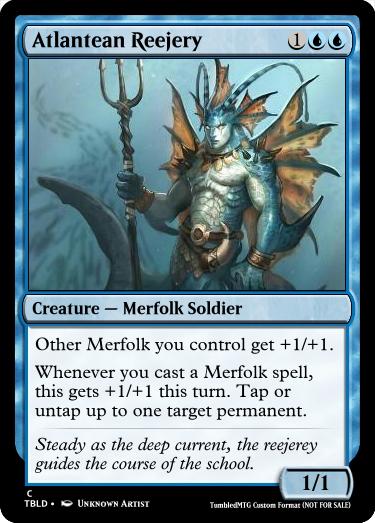 Atlantean Reejery 1
Creature — Merfolk Soldier
Other Merfolk you control get +1/+1.
Whenever you cast a Merfolk spell,
this gets +1/+1 this turn. Tap or
untap up to one target permanent.
Steady as the deep current, the reejerey
guides the course of the school.
1/1
C
TBLD • Unknown Artist
TumbledMTG Custom Format (NOT FOR SALE)